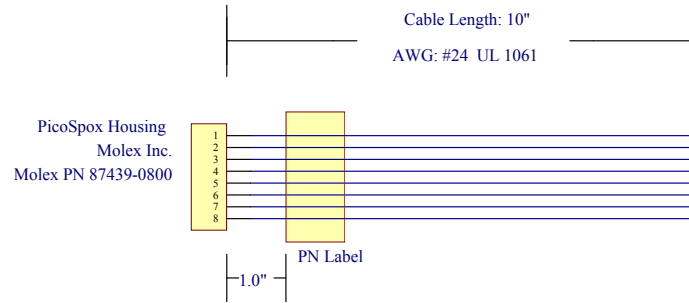 Cable Length: 10"
AWG: #24 UL 1061
PicoSpox Housing
Molex Inc.
Molex PN 87439-0800
1
2
3
4
5
6
7
8
PN Label
1.0"